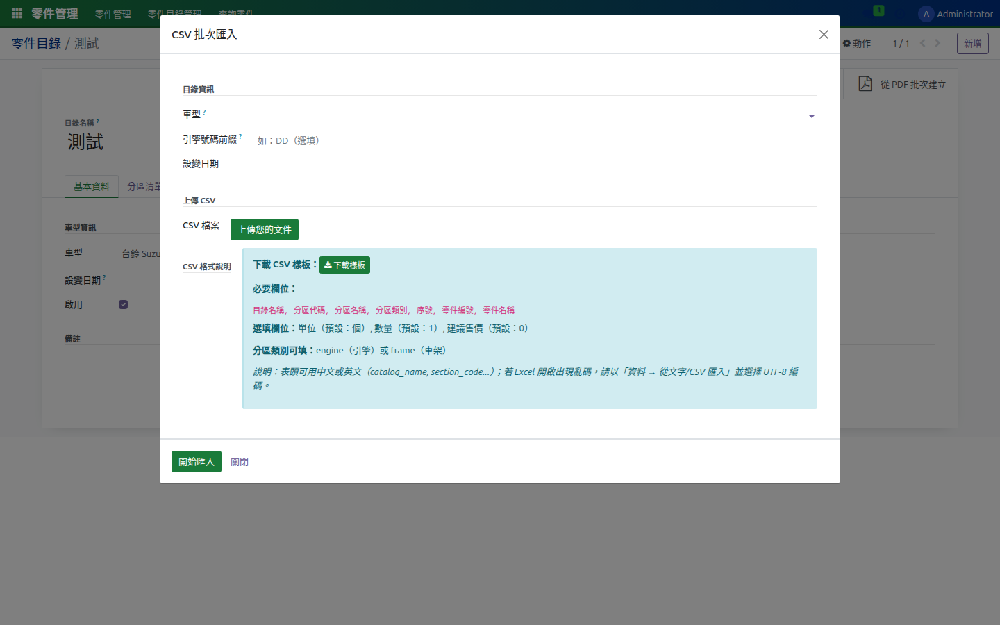 零件管理 零件管理 零件目錄管理 查詢零件 1 A Administrator
零件目錄 / 測試 動作 1 / 1 新增
CSV 批次匯入
從 PDF 批次建立
目錄名稱 ?
測試
基本資料 分區清單
車型資訊
車型 台鈴 Suzu
設變日期 ?
啟用
備註
目錄資訊
車型 ?
引擎號碼前綴 ? 如：DD（選填）
設變日期
上傳 CSV
CSV 檔案 上傳您的文件
CSV 格式說明
下載 CSV 樣板： 下載樣板
必要欄位：
目錄名稱, 分區代碼, 分區名稱, 分區類別, 序號, 零件編號, 零件名稱
選填欄位：單位（預設：個）, 數量（預設：1）, 建議售價（預設：0）
分區類別可填：engine（引擎）或 frame（車架）
說明：表頭可用中文或英文（catalog_name, section_code...）；若 Excel 開啟出現亂碼，請以「資料 → 從文字/CSV 匯入」並選擇 UTF-8 編
碼。
開始匯入 關閉